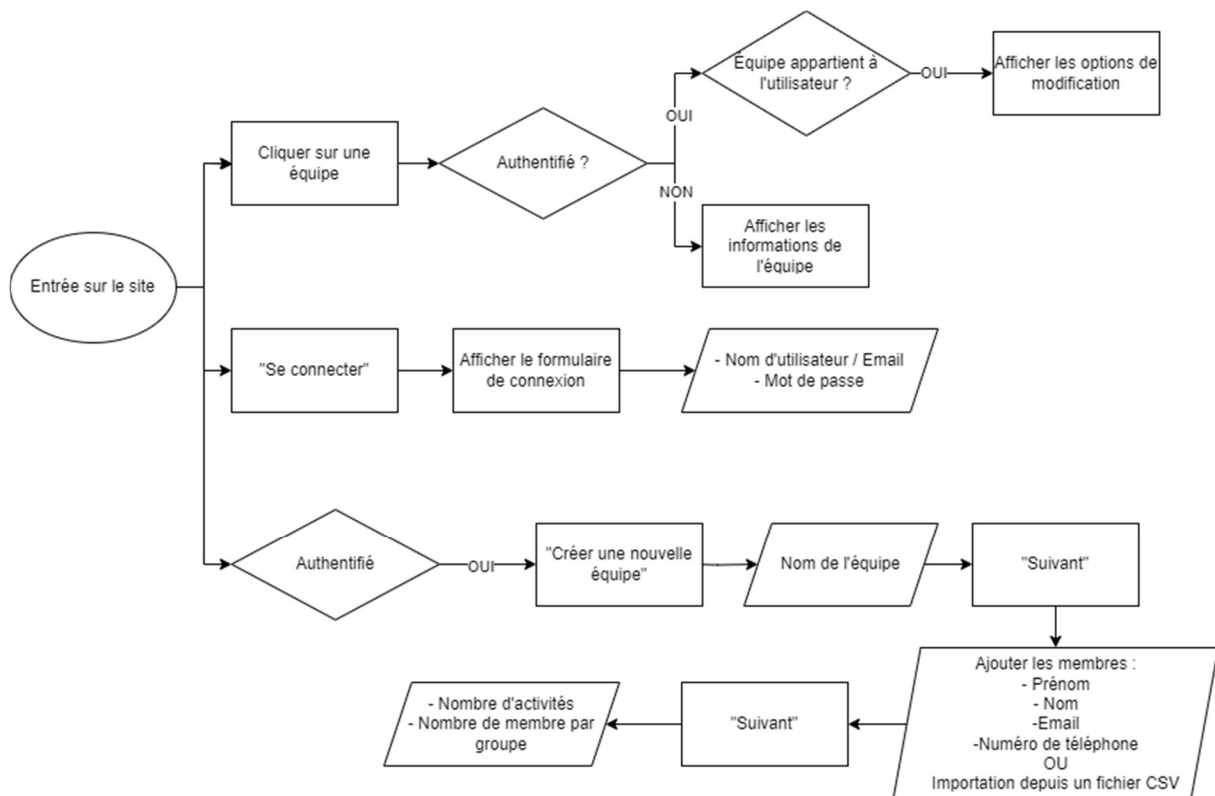 Équipe appartient à
l'utilisateur ?
OUI
Afficher les options de
modification
OUI
Cliquer sur une
équipe
Authentifié ?
NON
Afficher les
informations de
l'équipe
Entrée sur le site
"Se connecter"
Afficher le formulaire
de connexion
- Nom d'utilisateur / Email
- Mot de passe
Authentifié
OUI
"Créer une nouvelle
équipe"
Nom de l'équipe
"Suivant"
Ajouter les membres :
- Prénom
- Nom
-Email
-Numéro de téléphone
OU
Importation depuis un fichier CSV
"Suivant"
- Nombre d'activités
- Nombre de membre par
groupe